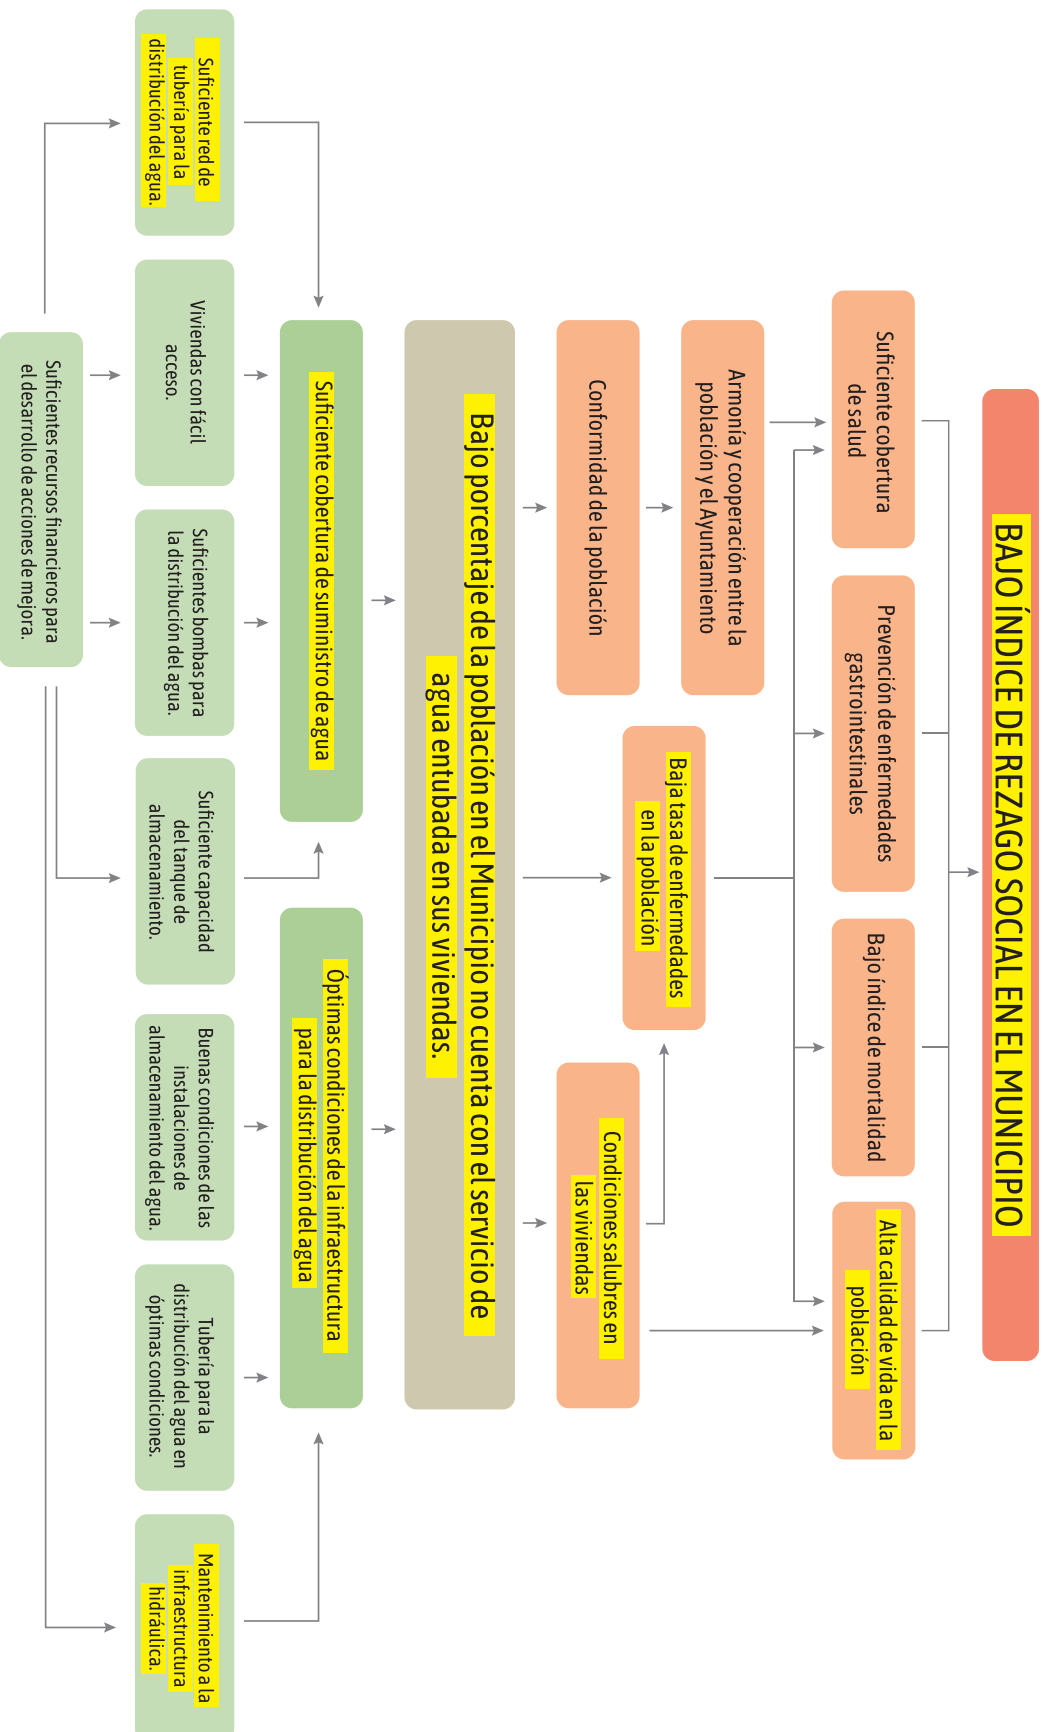 BAJO ÍNDICE DE REZAGO SOCIAL EN EL MUNICIPIO
Suficiente cobertura
de salud
Prevención de enfermedades
gastrointestinales
Bajo índice de mortalidad
Alta calidad de vida en la
población
Armonía y cooperación entre la
población y el Ayuntamiento
Baja tasa de enfermedades
en la población
Conformidad de la población
Condiciones salubres en
las viviendas
Bajo porcentaje de la población en el Municipio no cuenta con el servicio de
agua entubada en sus viviendas.
Suficiente cobertura de suministro de agua
Óptimas condiciones de la infraestructura
para la distribución del agua
Suficiente red de
tubería para la
distribución del agua.
Viviendas con fácil
acceso.
Suficientes bombas para
la distribución del agua.
Suficiente capacidad
del tanque de
almacenamiento.
Buenas condiciones de las
instalaciones de
almacenamiento del agua.
Tubería para la
distribución del agua en
óptimas condiciones.
Mantenimiento a la
infraestructura
hidráulica.
Suficientes recursos financieros para
el desarrollo de acciones de mejora.